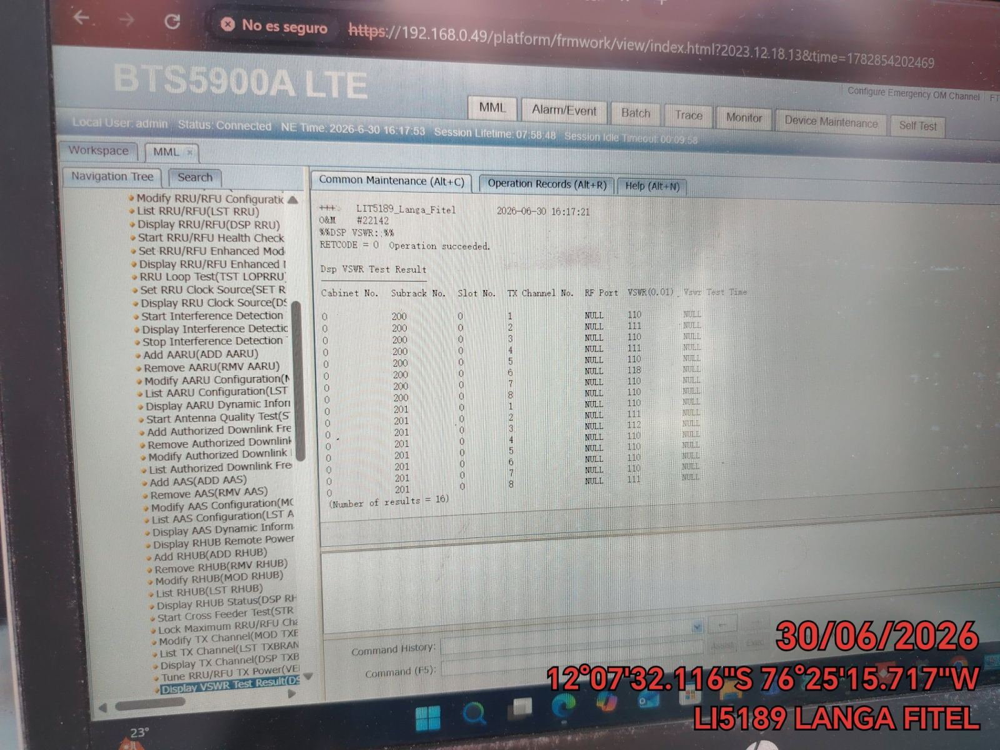 No es seguro https://192.168.0.49/platform/frmwork/view/index.html?2023.12.18.13&time=1782854202469
BTS5900A LTE
Configure Emergency OM Channel
MML Alarm/Event Batch Trace Monitor Device Maintenance Self Test
Local User: admin Status: Connected NE Time: 2026-6-30 16:17:53 Session Lifetime: 07:58:48 Session Idle Timeout: 00:09:58
Workspace MML
Navigation Tree Search
Modify RRU/RFU Configuratic
List RRU/RFU(LST RRU)
Display RRU/RFU(DSP RRU)
Start RRU/RFU Health Check
Set RRU/RFU Enhanced Mod
Display RRU/RFU Enhanced
RRU Loop Test(TST LOPRRU
Set RRU Clock Source(SET R
Display RRU Clock Source(DS
Start Interference Detection
Display Interference Detectic
Stop Interference Detection
Add AARU(ADD AARU)
Remove AARU(RMV AARU)
Modify AARU Configuration(M
List AARU Configuration(LST
Display AARU Dynamic Inforr
Start Antenna Quality Test(S
Add Authorized Downlink Fre
Remove Authorized Downlink
Modify Authorized Downlink
List Authorized Downlink Fre
Add AAS(ADD AAS)
Remove AAS(RMV AAS)
Modify AAS Configuration(MC
List AAS Configuration(LST A
Display AAS Dynamic Inform
Display RHUB Remote Power
Add RHUB(ADD RHUB)
Remove RHUB(RMV RHUB)
Modify RHUB(MOD RHUB)
List RHUB(LST RHUB)
Display RHUB Status(DSP RH
Start Cross Feeder Test(STR
Lock Maximum RRU/RFU Cha
Modify TX Channel(MOD TXB
List TX Channel(LST TXBRAN
Display TX Channel(DSP TXB
Tune RRU/RFU TX Power(VE
Display VSWR Test Result(DS
Common Maintenance (Alt+C) Operation Records (Alt+R) Help (Alt+N)
+++ LIT5189_Langa_Fitel 2026-06-30 16:17:21
O&M #22142
%%DSP VSWR:;%%
RETCODE = 0 Operation succeeded.
Dsp VSWR Test Result
Cabinet No. Subrack No. Slot No. TX Channel No. RF Port VSWR(0.01) Vswr Test Time
0 200 0 1 NULL 110 NULL
0 200 0 2 NULL 111 NULL
0 200 0 3 NULL 110 NULL
0 200 0 4 NULL 111 NULL
0 200 0 5 NULL 110 NULL
0 200 0 6 NULL 118 NULL
0 200 0 7 NULL 110 NULL
0 200 0 8 NULL 110 NULL
0 201 0 1 NULL 110 NULL
0 201 0 2 NULL 111 NULL
0 201 0 3 NULL 112 NULL
0 201 0 4 NULL 110 NULL
0 201 0 5 NULL 110 NULL
0 201 0 6 NULL 110 NULL
0 201 0 7 NULL 110 NULL
0 201 0 8 NULL 111 NULL
(Number of results = 16)
Command History: Assist Exec
Command (F5):
23°
30/06/2026
12°07'32.116"S 76°25'15.717"W
LI5189 LANGA FITEL